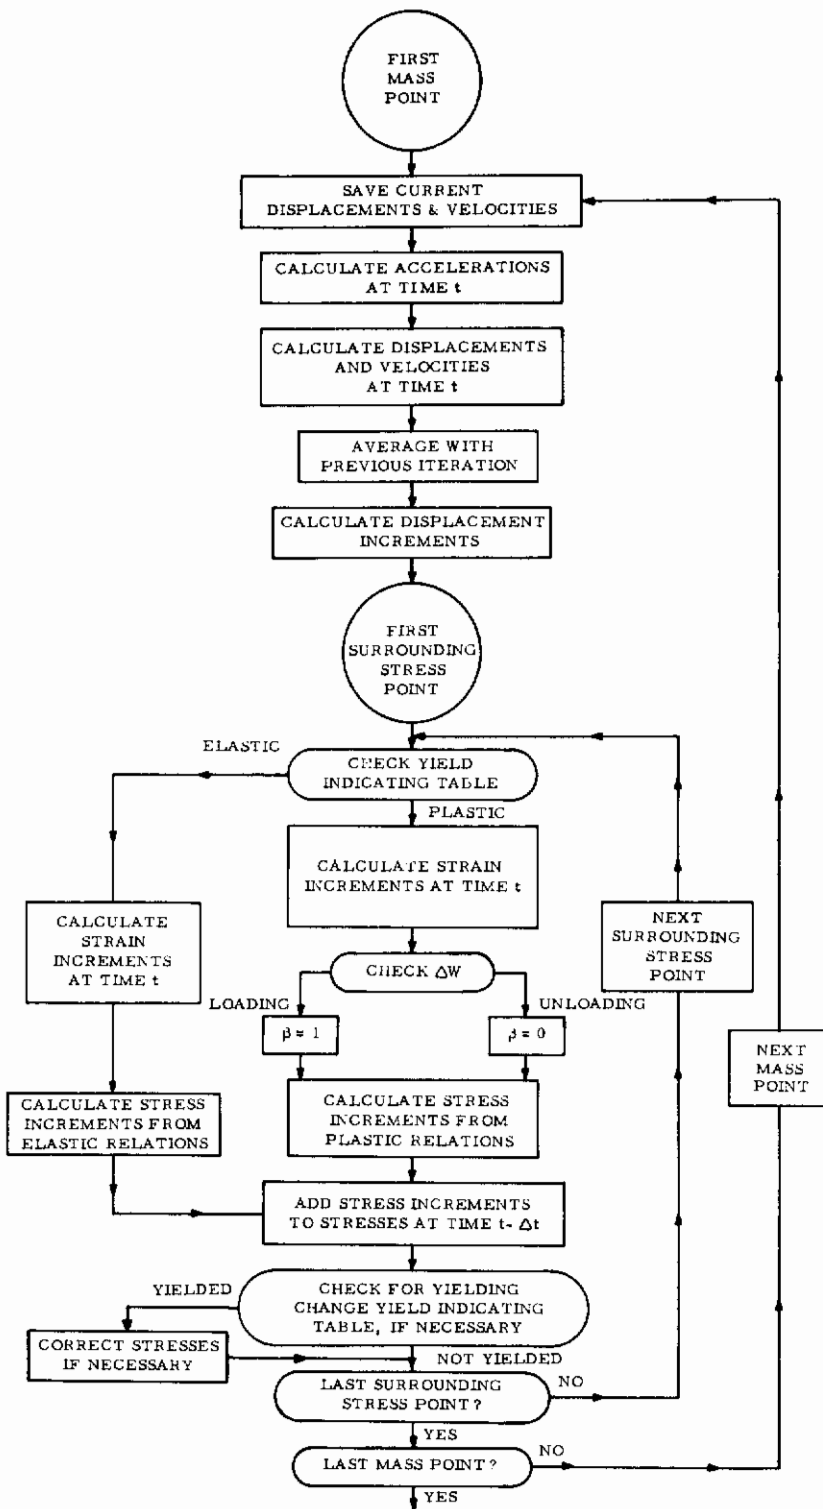 FIRST
MASS
POINT
SAVE CURRENT
DISPLACEMENTS & VELOCITIES
CALCULATE ACCELERATIONS
AT TIME t
CALCULATE DISPLACEMENTS
AND VELOCITIES
AT TIME t
AVERAGE WITH
PREVIOUS ITERATION
CALCULATE DISPLACEMENT
INCREMENTS
FIRST
SURROUNDING
STRESS
POINT
ELASTIC
CHECK YIELD
INDICATING TABLE
PLASTIC
CALCULATE STRAIN
INCREMENTS AT TIME t
CALCULATE
STRAIN
INCREMENTS
AT TIME t
NEXT
SURROUNDING
STRESS
POINT
CHECK ΔW
LOADING
UNLOADING
β = 1
β = 0
NEXT
MASS
POINT
CALCULATE STRESS
INCREMENTS FROM
ELASTIC RELATIONS
CALCULATE STRESS
INCREMENTS FROM
PLASTIC RELATIONS
ADD STRESS INCREMENTS
TO STRESSES AT TIME t- Δt
YIELDED
CHECK FOR YIELDING
CHANGE YIELD INDICATING
TABLE, IF NECESSARY
CORRECT STRESSES
IF NECESSARY
NOT YIELDED
LAST SURROUNDING
STRESS POINT?
NO
YES
LAST MASS POINT?
NO
YES